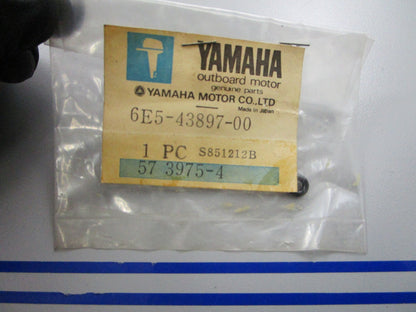 YAMAHA
outboard motor
genuine parts
YAMAHA MOTOR CO.,LTD
Made in Japan
6E5-43897-00
1 PC S851212B
57 3975-4